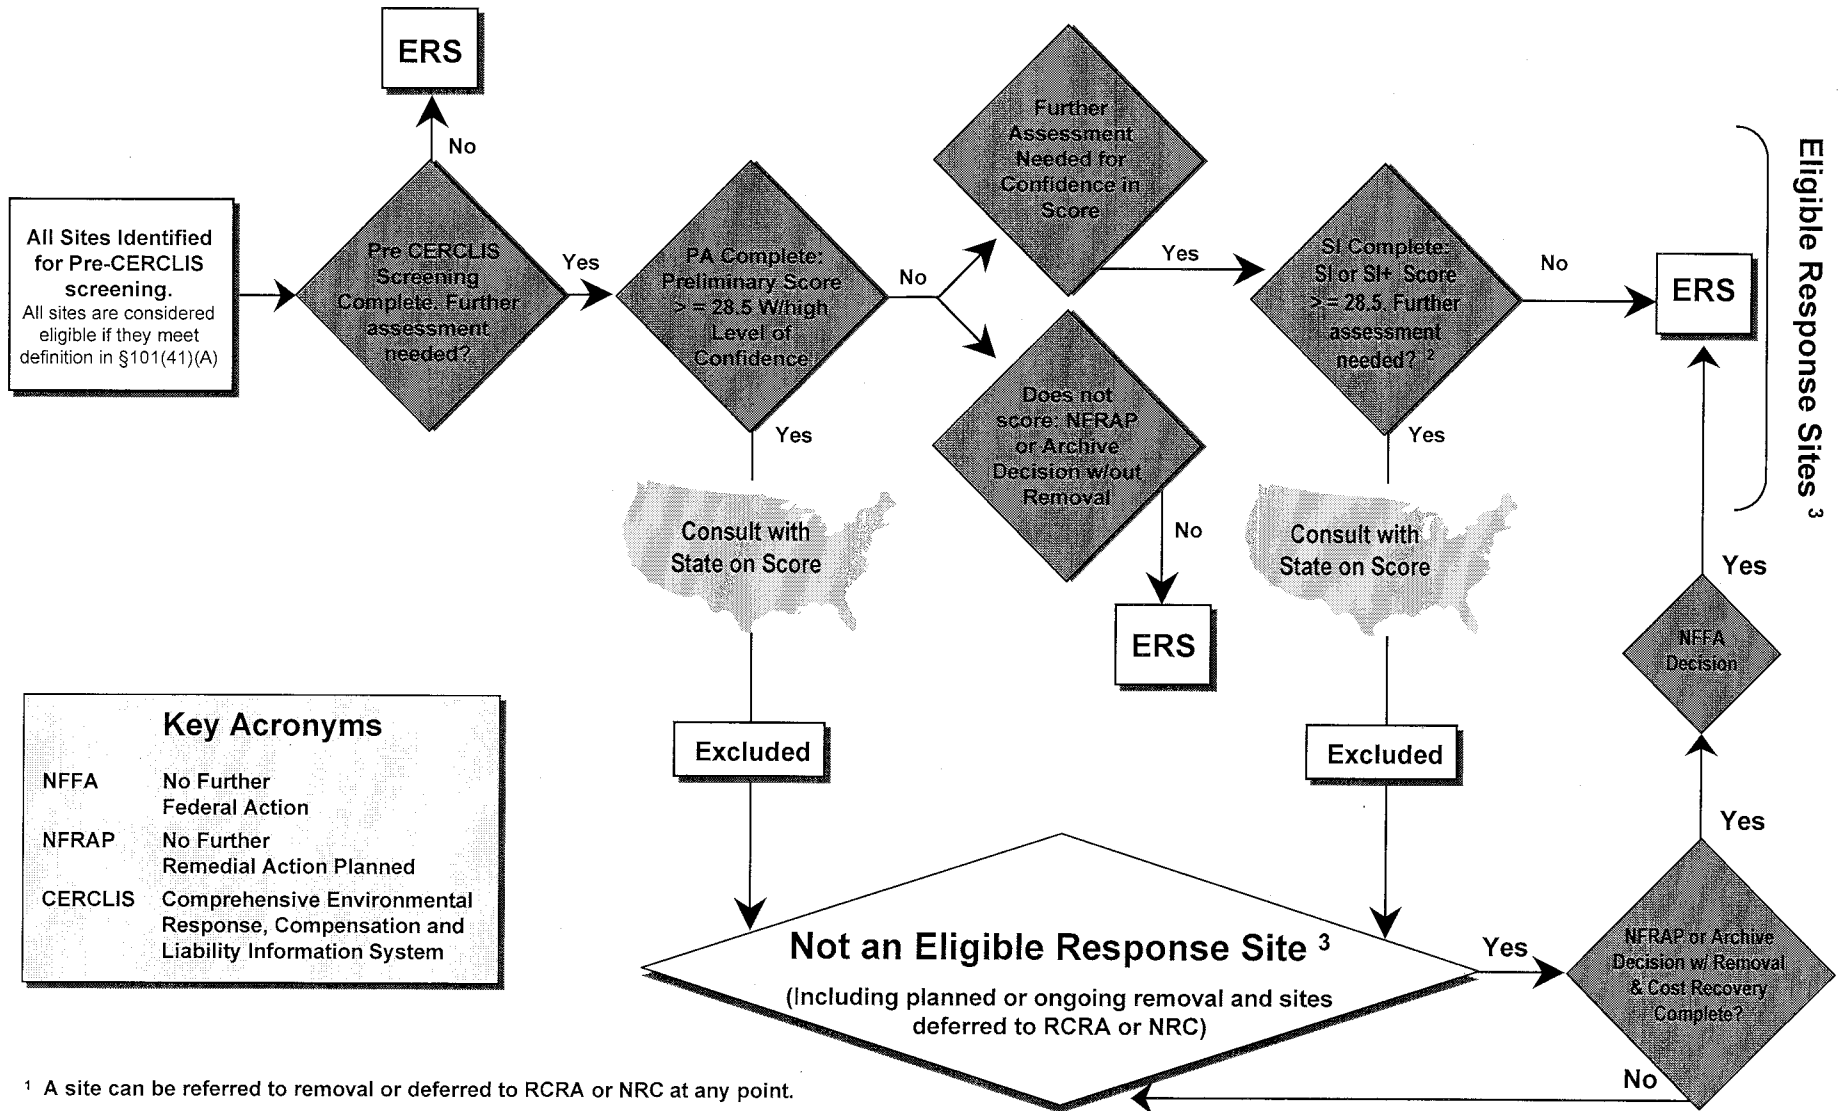 ERS
No
All Sites Identified
for Pre-CERCLIS
screening.
All sites are considered
eligible if they meet
definition in §101(41)(A)
Pre CERCLIS
Screening
Complete. Further
assessment
needed?
Yes
PA Complete:
Preliminary Score
> = 28.5 W/high
Level of
Confidence
No
Yes
Further
Assessment
Needed for
Confidence in
Score
Yes
Does not
score: NFRAP
or Archive
Decision w/out
Removal
No
ERS
SI Complete:
SI or SI+ Score
> = 28.5. Further
assessment
needed? 2
No
Yes
ERS
Eligible Response Sites 3
Consult with
State on Score
Consult with
State on Score
Excluded
Excluded
Yes
NFFA
Decision
Yes
NFRAP or Archive
Decision w/ Removal
& Cost Recovery
Complete?
Yes
No
Not an Eligible Response Site 3
(Including planned or ongoing removal and sites
deferred to RCRA or NRC)
Key Acronyms
NFFA No Further
Federal Action
NFRAP No Further
Remedial Action Planned
CERCLIS Comprehensive Environmental
Response, Compensation and
Liability Information System
1 A site can be referred to removal or deferred to RCRA or NRC at any point.